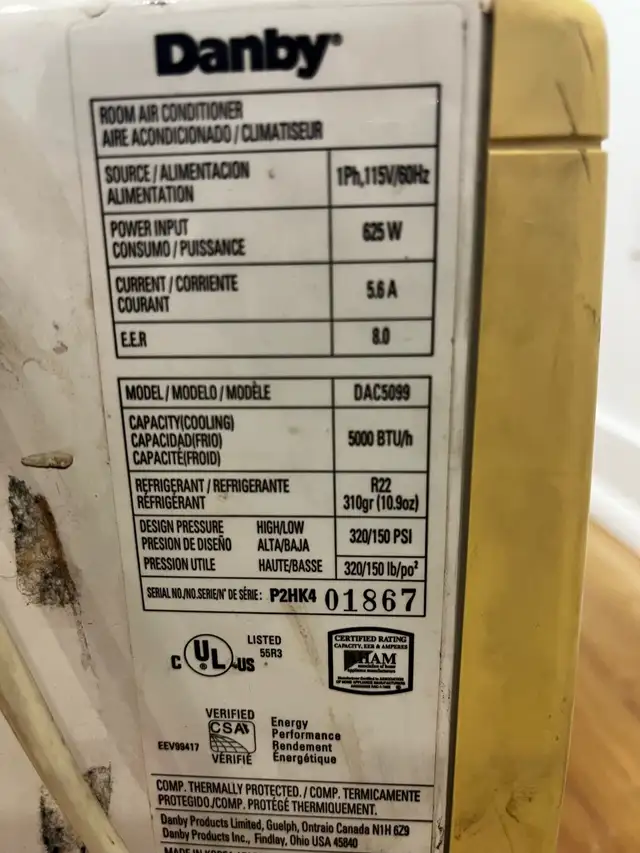 Danby®
ROOM AIR CONDITIONER
AIRE ACONDICIONADO / CLIMATISEUR
SOURCE / ALIMENTACIÓN
ALIMENTATION
1Ph,115V/60Hz
POWER INPUT
CONSUMO / PUISSANCE
625 W
CURRENT / CORRIENTE
COURANT
5.6 A
E.E.R
8.0
MODEL / MODELO / MODÈLE
DAC5099
CAPACITY(COOLING)
CAPACIDAD(FRIO)
CAPACITÉ(FROID)
5000 BTU/h
REFRIGERANT / REFRIGERANTE
RÉFRIGÉRANT
R22
310gr (10.9oz)
DESIGN PRESSURE HIGH/LOW
PRESION DE DISEÑO ALTA/BAJA
320/150 PSI
PRESSION UTILE HAUTE/BASSE
320/150 lb/po²
SERIAL NO./NO.SERIE/N° DE SÉRIE: P2HK4 01867
C UL ® US
LISTED
55R3
CERTIFIED RATING
CAPACITY, EER & AMPERES
AHAM
VERIFIED
CSA
VÉRIFIÉ
EEV99417
Energy
Performance
Rendement
Énergétique
COMP. THERMALLY PROTECTED. / COMP. TERMICAMENTE
PROTEGIDO /COMP. PROTÉGÉ THERMIQUEMENT.
Danby Products Limited, Guelph, Ontraio Canada N1H 6Z9
Danby Products Inc., Findlay, Ohio USA 45840
MADE IN KOREA